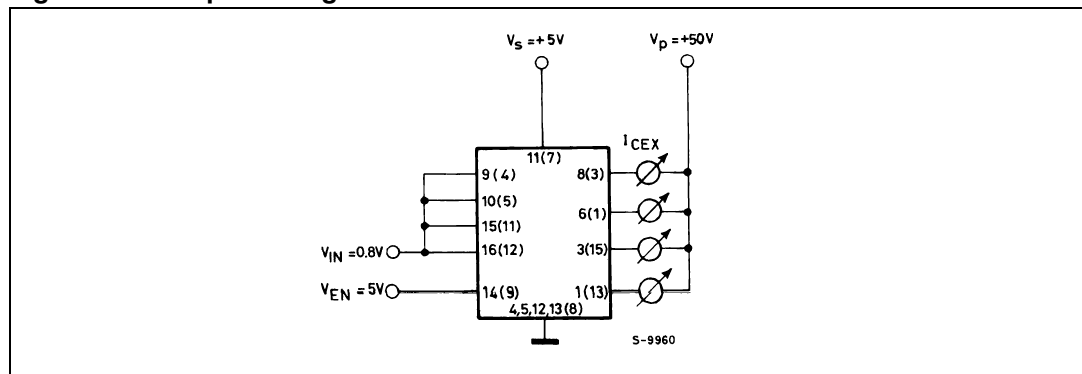 V_S = +5V
V_p = +50V
I_CEX
11(7)
9(4)
8(3)
10(5)
6(1)
15(11)
V_IN = 0.8V
16(12)
3(15)
V_EN = 5V
14(9)
1(13)
4,5,12,13(8)
S-9960